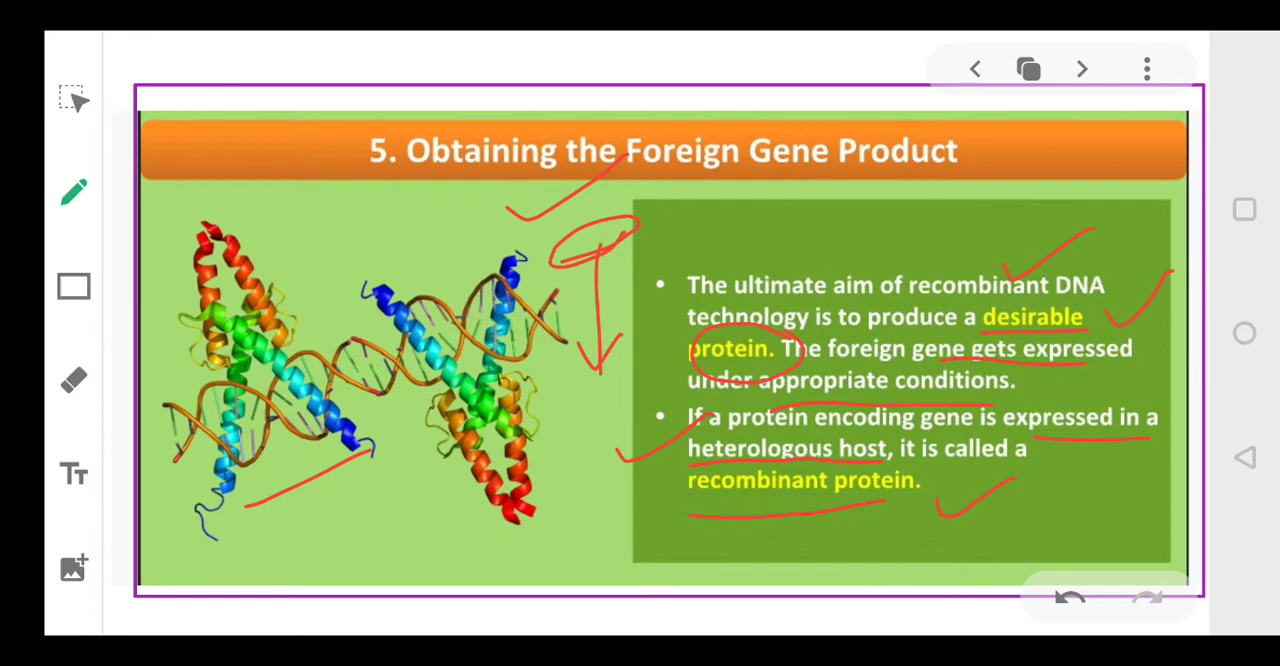 5. Obtaining the Foreign Gene Product
• The ultimate aim of recombinant DNA
technology is to produce a desirable
protein. The foreign gene gets expressed
under appropriate conditions.
• If a protein encoding gene is expressed in a
heterologous host, it is called a
recombinant protein.
TT